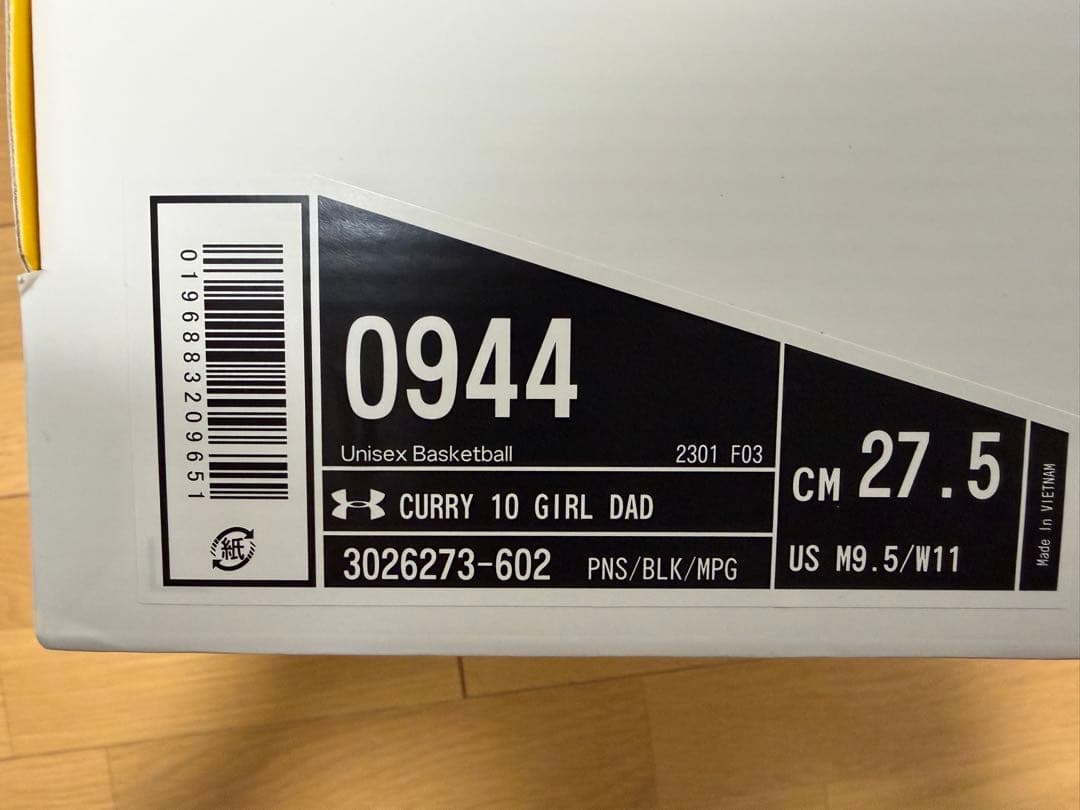 0196883209651
紙
0944
Unisex Basketball 2301 F03
CURRY 10 GIRL DAD
3026273-602 PNS/BLK/MPG
CM 27.5
US M9.5/W11
Made In VIETNAM